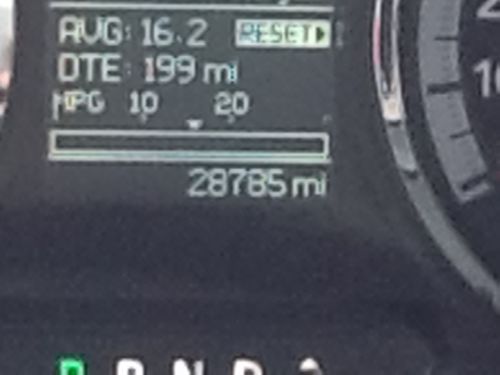 AVG: 16.2 RESET
DTE: 199 mi
MPG 10 20
28785 mi
P R N D